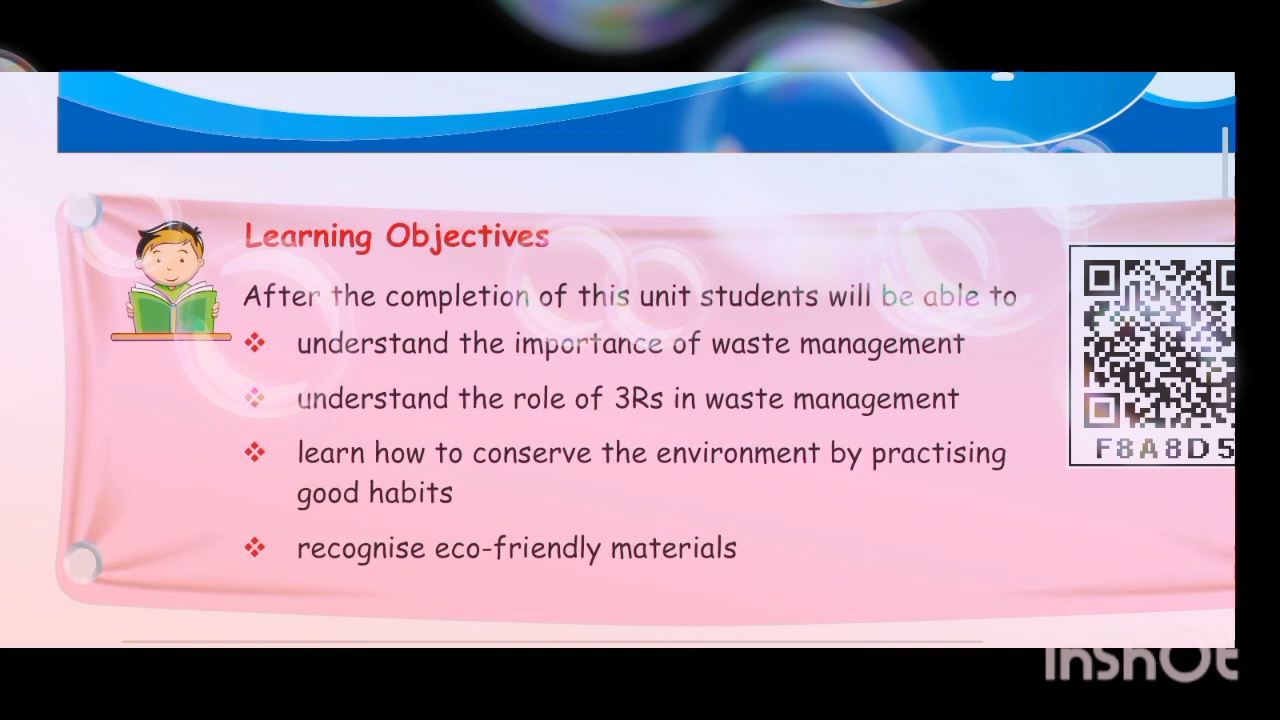 Learning Objectives
After the completion of this unit students will be able to
❖ understand the importance of waste management
❖ understand the role of 3Rs in waste management
❖ learn how to conserve the environment by practising
good habits
❖ recognise eco-friendly materials
F8A8D5
InShOt